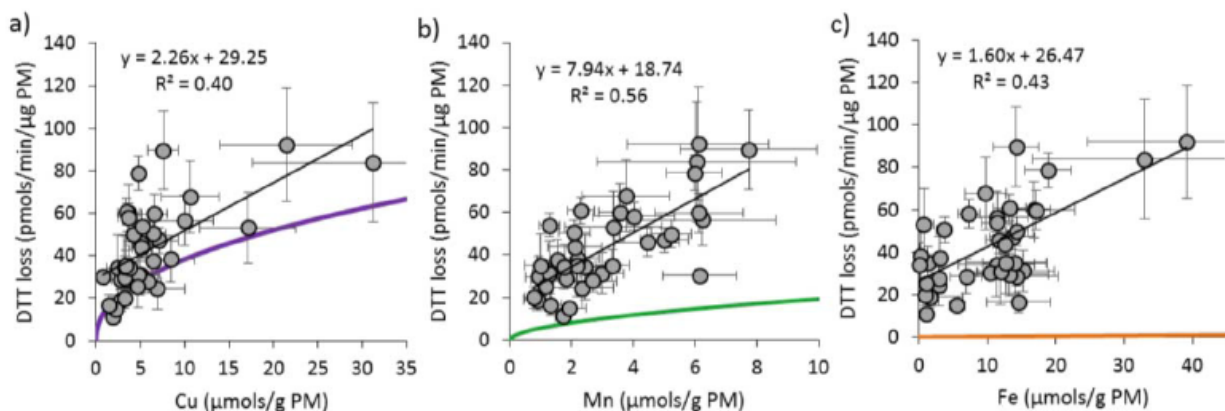 a)
y = 2.26x + 29.25
R² = 0.40
DTT loss (pmols/min/µg PM)
140
120
100
80
60
40
20
0
0 5 10 15 20 25 30 35
Cu (µmols/g PM)
b)
y = 7.94x + 18.74
R² = 0.56
DTT loss (pmols/min/µg PM)
140
120
100
80
60
40
20
0
0 2 4 6 8 10
Mn (µmols/g PM)
c)
y = 1.60x + 26.47
R² = 0.43
DTT loss (pmols/min/µg PM)
140
120
100
80
60
40
20
0
0 20 40
Fe (µmols/g PM)